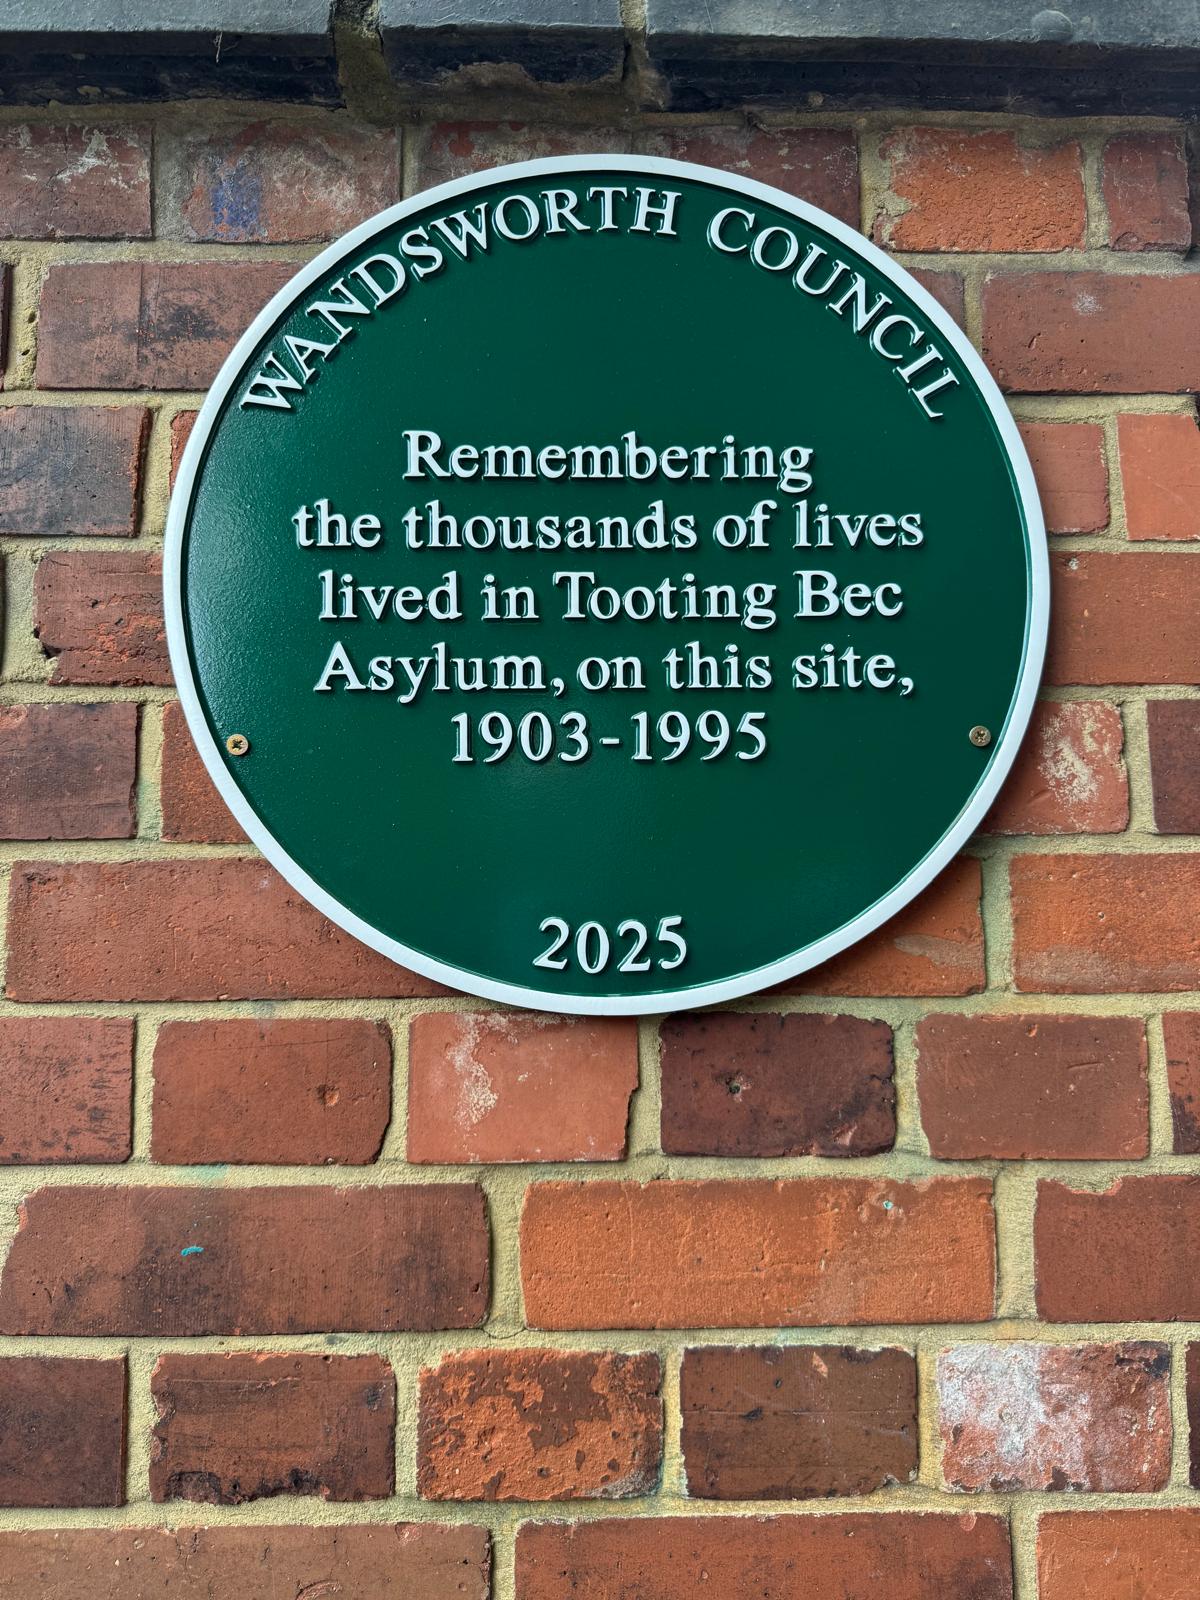 WANDSWORTH COUNCIL
Remembering
the thousands of lives
lived in Tooting Bec
Asylum, on this site,
1903-1995
2025